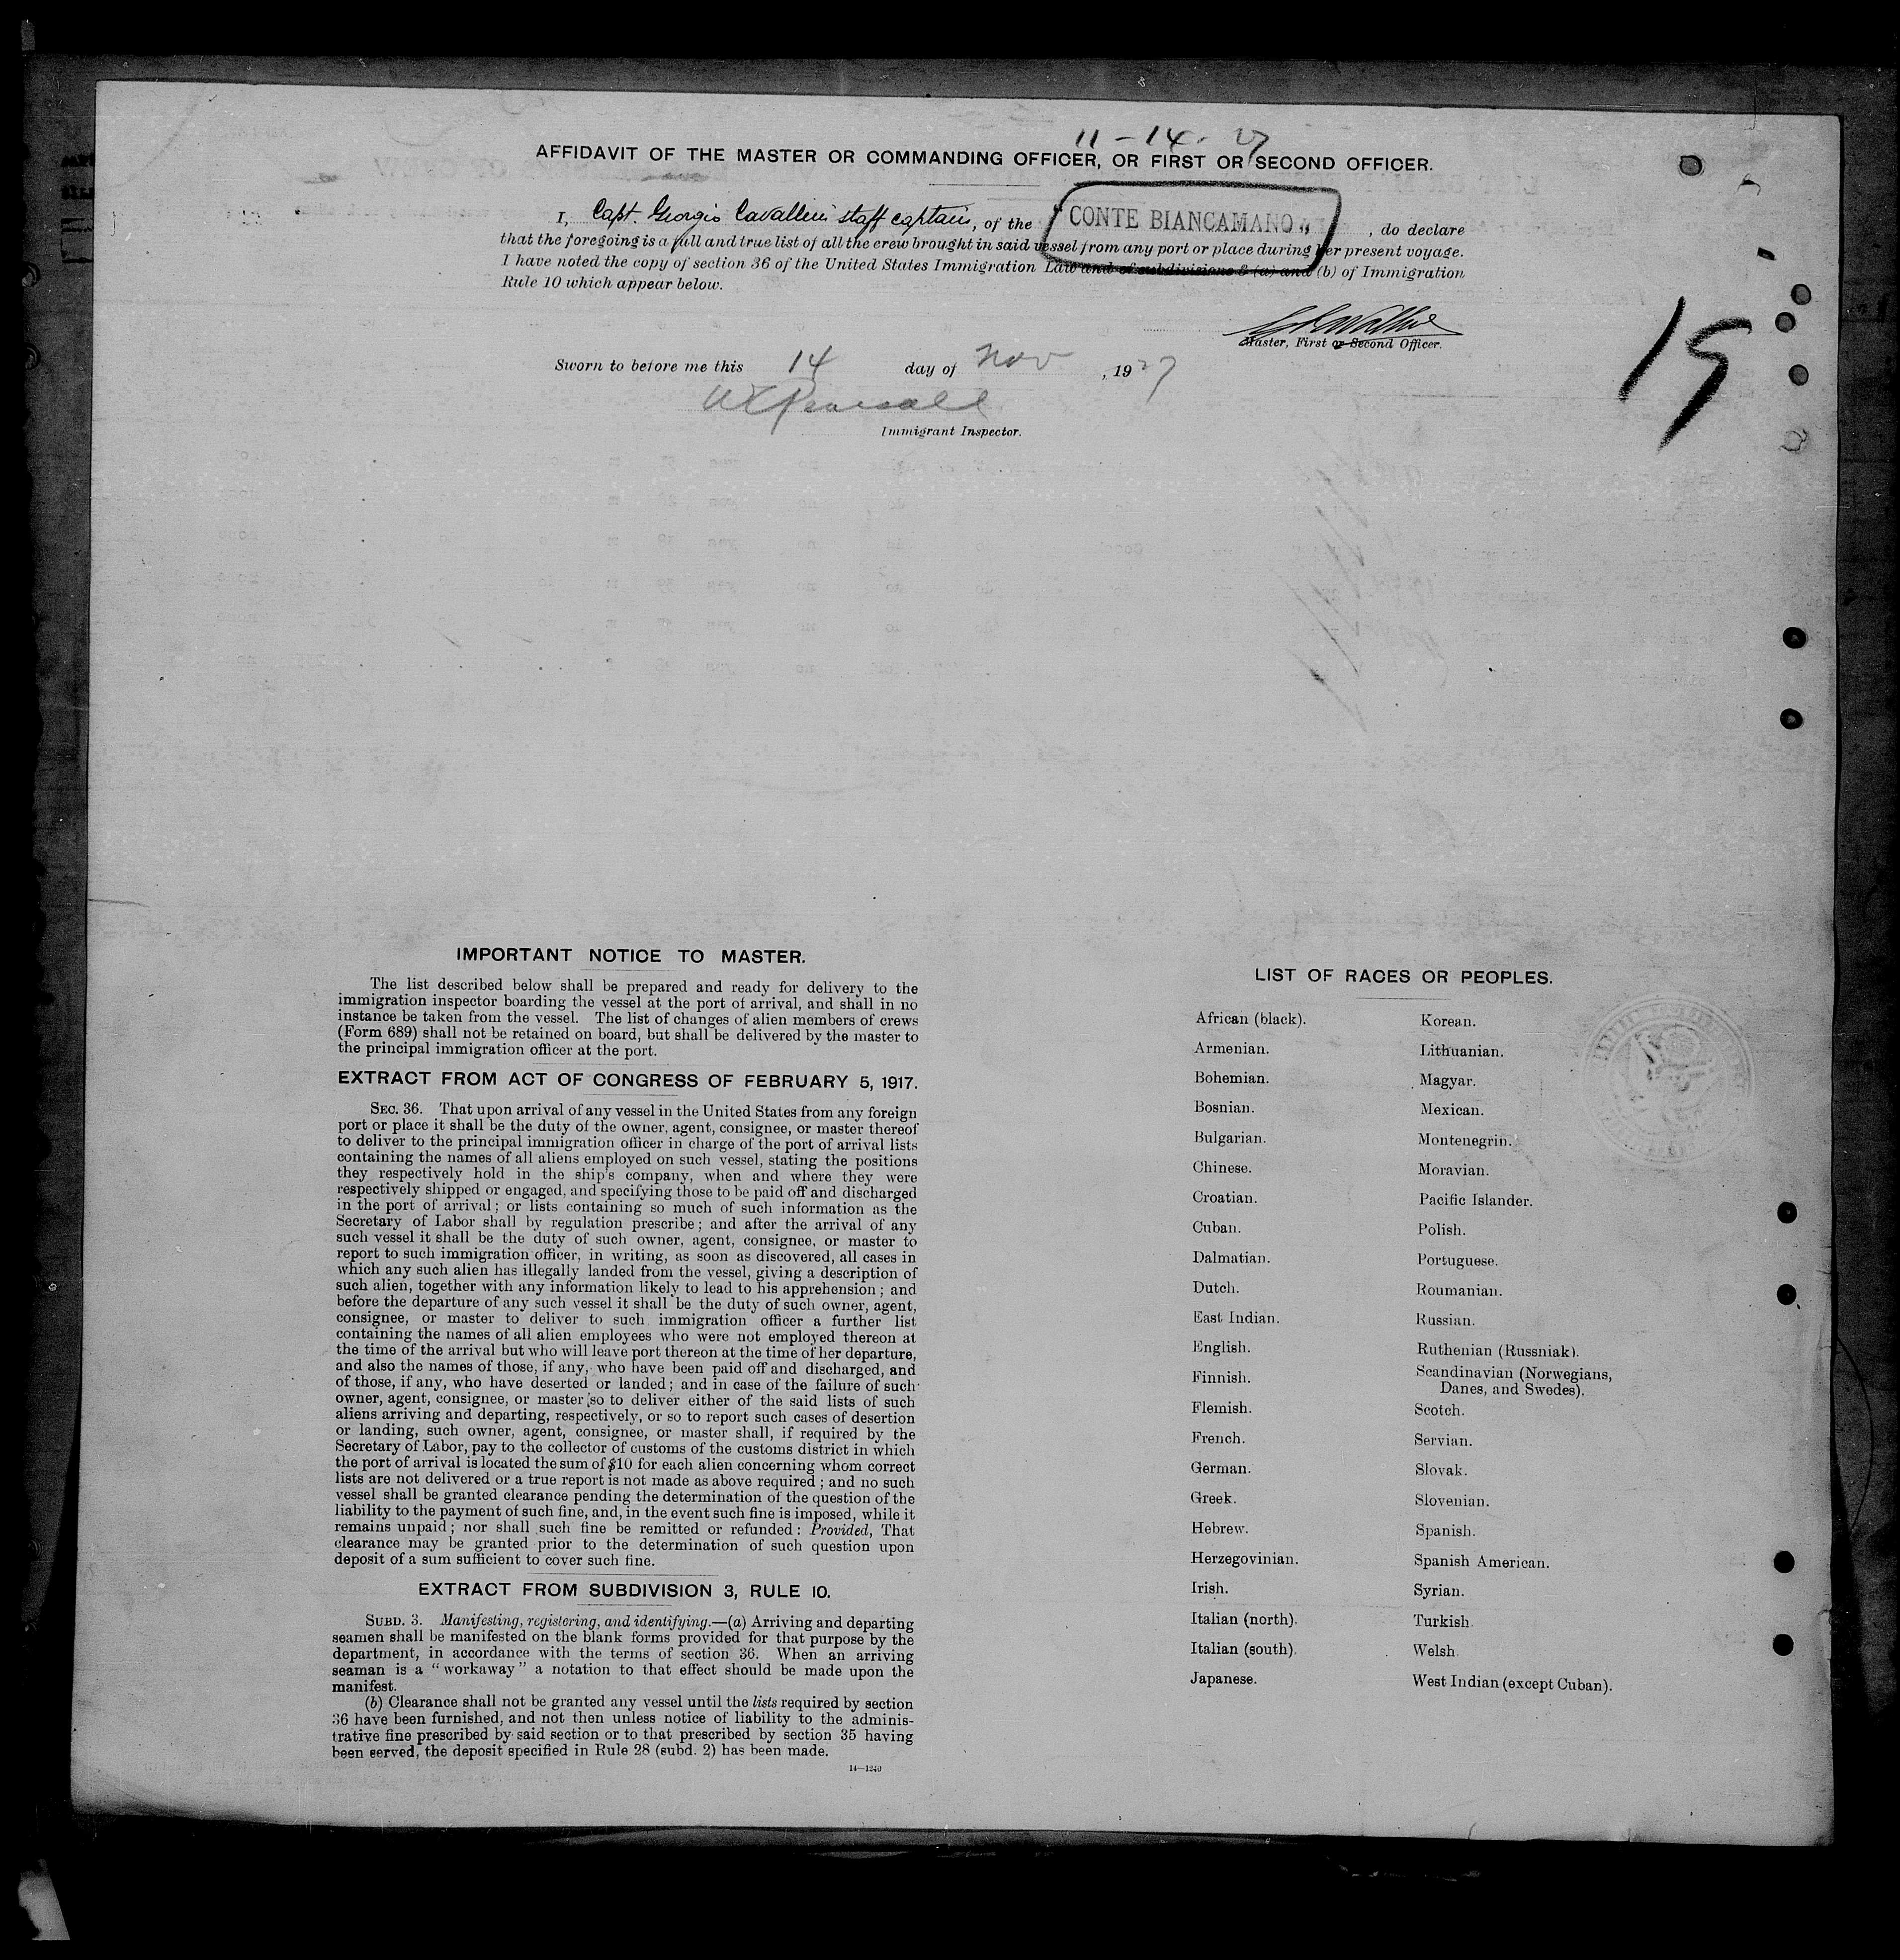 11-14-27
AFFIDAVIT OF THE MASTER OR COMMANDING OFFICER, OR FIRST OR SECOND OFFICER.
I, Capt. Giorgio Cavallini staff captain, of the "CONTE BIANCAMANO", do declare
that the foregoing is a full and true list of all the crew brought in said vessel from any port or place during her present voyage.
I have noted the copy of section 36 of the United States Immigration Law and of subdivisions 3 (a) and (b) of Immigration
Rule 10 which appear below.
Master, First or Second Officer.
19
Sworn to before me this 14 day of Nov, 1927
Immigrant Inspector.
IMPORTANT NOTICE TO MASTER.
The list described below shall be prepared and ready for delivery to the
immigration inspector boarding the vessel at the port of arrival, and shall in no
instance be taken from the vessel. The list of changes of alien members of crews
(Form 689) shall not be retained on board, but shall be delivered by the master to
the principal immigration officer at the port.
EXTRACT FROM ACT OF CONGRESS OF FEBRUARY 5, 1917.
SEC. 36. That upon arrival of any vessel in the United States from any foreign
port or place it shall be the duty of the owner, agent, consignee, or master thereof
to deliver to the principal immigration officer in charge of the port of arrival lists
containing the names of all aliens employed on such vessel, stating the positions
they respectively hold in the ship's company, when and where they were
respectively shipped or engaged, and specifying those to be paid off and discharged
in the port of arrival; or lists containing so much of such information as the
Secretary of Labor shall by regulation prescribe; and after the arrival of any
such vessel it shall be the duty of such owner, agent, consignee, or master to
report to such immigration officer, in writing, as soon as discovered, all cases in
which any such alien has illegally landed from the vessel, giving a description of
such alien, together with any information likely to lead to his apprehension; and
before the departure of any such vessel it shall be the duty of such owner, agent,
consignee, or master to deliver to such immigration officer a further list
containing the names of all alien employees who were not employed thereon at
the time of the arrival but who will leave port thereon at the time of her departure,
and also the names of those, if any, who have been paid off and discharged, and
of those, if any, who have deserted or landed; and in case of the failure of such
owner, agent, consignee, or master so to deliver either of the said lists of such
aliens arriving and departing, respectively, or so to report such cases of desertion
or landing, such owner, agent, consignee, or master shall, if required by the
Secretary of Labor, pay to the collector of customs of the customs district in which
the port of arrival is located the sum of $10 for each alien concerning whom correct
lists are not delivered or a true report is not made as above required; and no such
vessel shall be granted clearance pending the determination of the question of the
liability to the payment of such fine, and, in the event such fine is imposed, while it
remains unpaid; nor shall such fine be remitted or refunded: Provided, That
clearance may be granted prior to the determination of such question upon
deposit of a sum sufficient to cover such fine.
EXTRACT FROM SUBDIVISION 3, RULE 10.
SUBD. 3. Manifesting, registering, and identifying.—(a) Arriving and departing
seamen shall be manifested on the blank forms provided for that purpose by the
department, in accordance with the terms of section 36. When an arriving
seaman is a "workaway" a notation to that effect should be made upon the
manifest.
(b) Clearance shall not be granted any vessel until the lists required by section
36 have been furnished, and not then unless notice of liability to the adminis-
trative fine prescribed by said section or to that prescribed by section 35 having
been served, the deposit specified in Rule 28 (subd. 2) has been made.
14—1240
LIST OF RACES OR PEOPLES.
African (black).
Armenian.
Bohemian.
Bosnian.
Bulgarian.
Chinese.
Croatian.
Cuban.
Dalmatian.
Dutch.
East Indian.
English.
Finnish.
Flemish.
French.
German.
Greek.
Hebrew.
Herzegovinian.
Irish.
Italian (north).
Italian (south).
Japanese.
Korean.
Lithuanian.
Magyar.
Mexican.
Montenegrin.
Moravian.
Pacific Islander.
Polish.
Portuguese.
Roumanian.
Russian.
Ruthenian (Russniak).
Scandinavian (Norwegians,
Danes, and Swedes).
Scotch.
Servian.
Slovak.
Slovenian.
Spanish.
Spanish American.
Syrian.
Turkish.
Welsh.
West Indian (except Cuban).